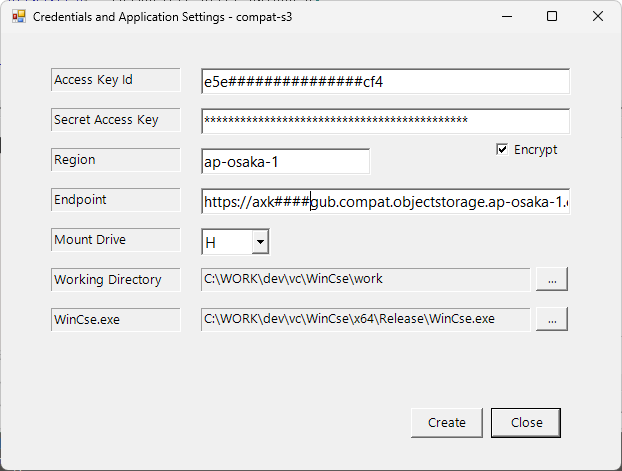 Credentials and Application Settings - compat-s3
Access Key Id
e5e###############cf4
Secret Access Key
********************************************
Region
ap-osaka-1
Encrypt
Endpoint
https://axk####gub.compat.objectstorage.ap-osaka-1.
Mount Drive
H
Working Directory
C:\WORK\dev\vc\WinCse\work
...
WinCse.exe
C:\WORK\dev\vc\WinCse\x64\Release\WinCse.exe
...
Create
Close